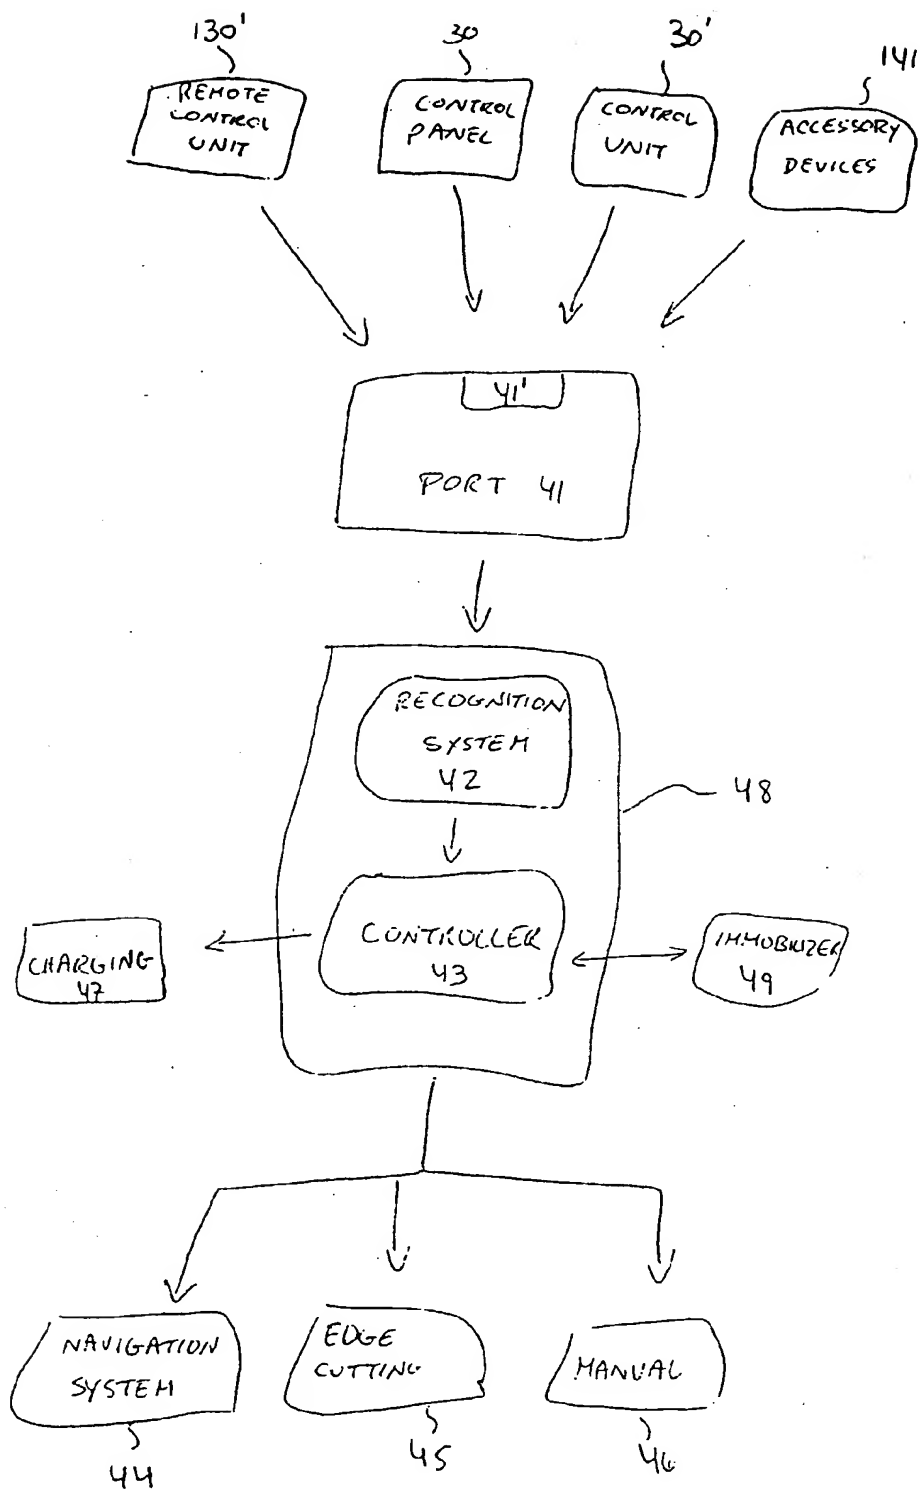 130'
30
30'
141
REMOTE
CONTROL
UNIT
CONTROL
PANEL
CONTROL
UNIT
ACCESSORY
DEVICES
41'
PORT 41
RECOGNITION
SYSTEM
42
48
CONTROLLER
43
CHARGING
47
IMMOBILIZER
49
NAVIGATION
SYSTEM
EDGE
CUTTING
MANUAL
44
45
46